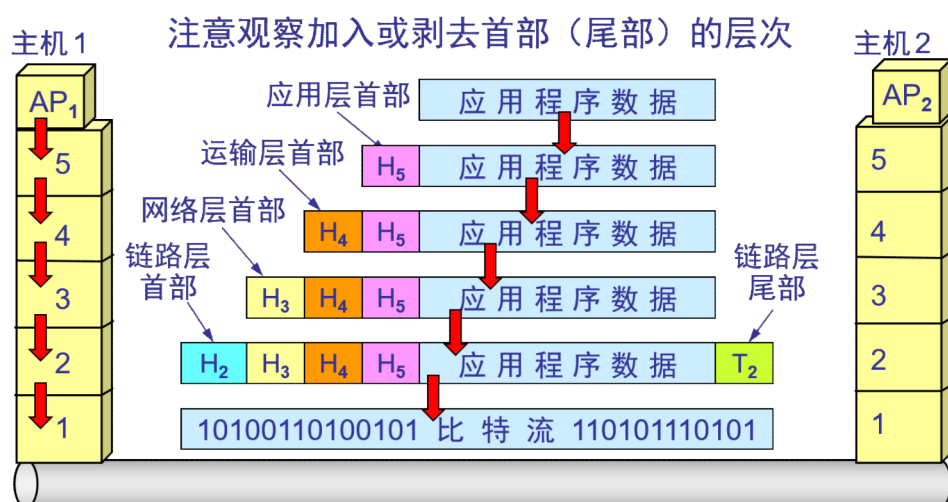 注意观察加入或剥去首部（尾部）的层次
主机1
主机2
AP₁
AP₂
应用层首部
应用程序数据
5
运输层首部
H₅ 应用程序数据
5
4
网络层首部
H₄ H₅ 应用程序数据
4
链路层
首部
链路层
尾部
3
H₃ H₄ H₅ 应用程序数据
3
2
H₂ H₃ H₄ H₅ 应用程序数据 T₂
2
1
10100110100101 比特流 110101110101
1